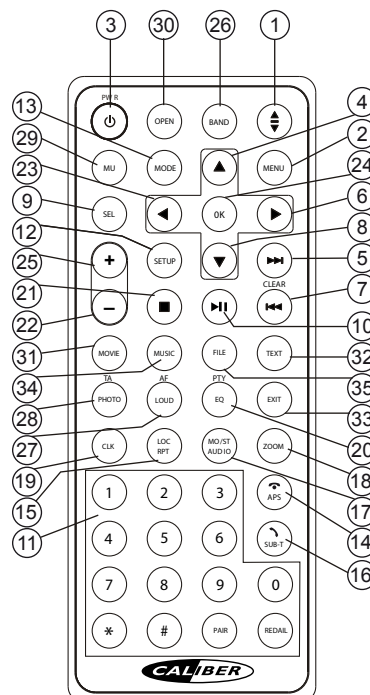 3 30 26 1
PWR
OPEN BAND
13 4
29 MU MODE MENU 2
23 24
9 SEL OK 6
12 8
25 + SETUP 5
21 CLEAR 7
22 − 10
31 MOVIE MUSIC FILE TEXT 32
34 TA AF PTY 35
28 PHOTO LOUD EQ EXIT 33
27 20
19 CLK LOC RPT MO/ST AUDIO ZOOM 18
15 17
11 1 2 3 APS 14
4 5 6 SUB-T 16
7 8 9 0
* # PAIR REDAIL
CALIBER